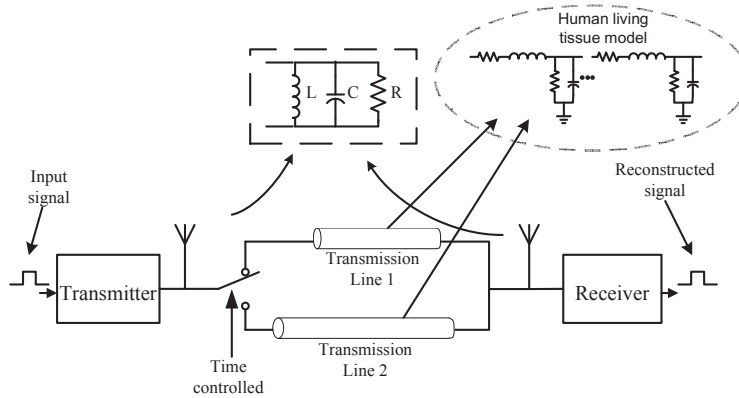 Human living
tissue model
L
C
R
Input
signal
Reconstructed
signal
Transmitter
Transmission
Line 1
Receiver
Transmission
Line 2
Time
controlled